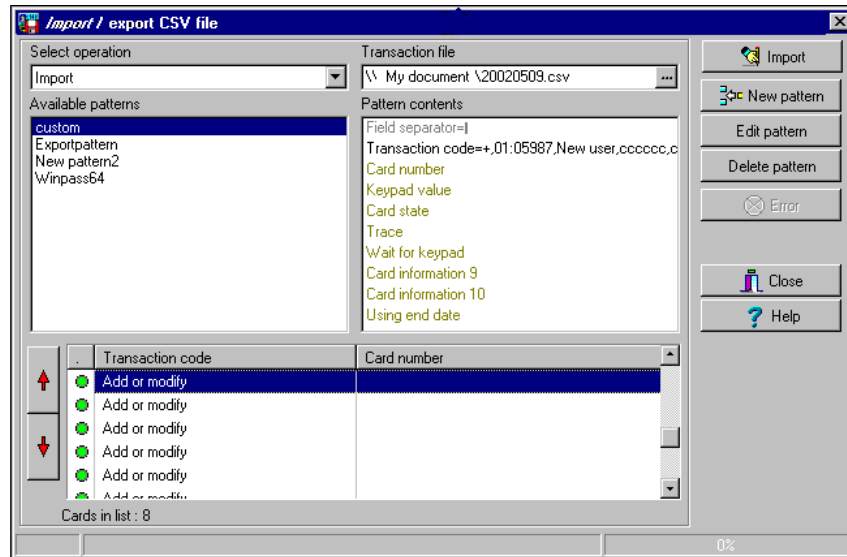 Import / export CSV file
Select operation
Import
Transaction file
\\ My document \20020509.csv
...
Available patterns
custom
Exportpattern
New pattern2
Winpass64
Pattern contents
Field separator=|
Transaction code=+,01:05987,New user,cccccc,c
Card number
Keypad value
Card state
Trace
Wait for keypad
Card information 9
Card information 10
Using end date
Import
New pattern
Edit pattern
Delete pattern
Error
Close
Help
. Transaction code Card number
Add or modify
Add or modify
Add or modify
Add or modify
Add or modify
Add or modify
Cards in list : 8
0%